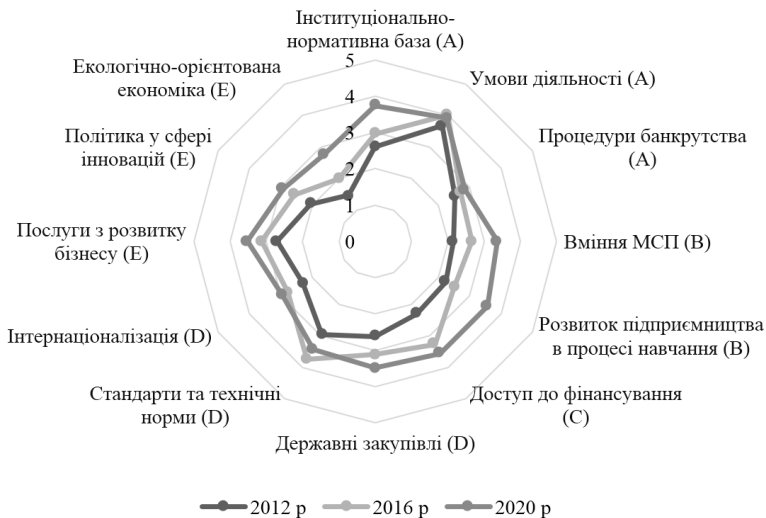 Інституціонально-
нормативна база (А)
Екологічно-орієнтована
економіка (Е)
5
Умови діяльності (А)
4
Політика у сфері
інновацій (Е)
3
Процедури банкрутства
(А)
2
1
Послуги з розвитку
бізнесу (Е)
0
Вміння МСП (В)
Інтернаціоналізація (D)
Розвиток підприємництва
в процесі навчання (В)
Стандарти та технічні
норми (D)
Доступ до фінансування
(С)
Державні закупівлі (D)
2012 р
2016 р
2020 р